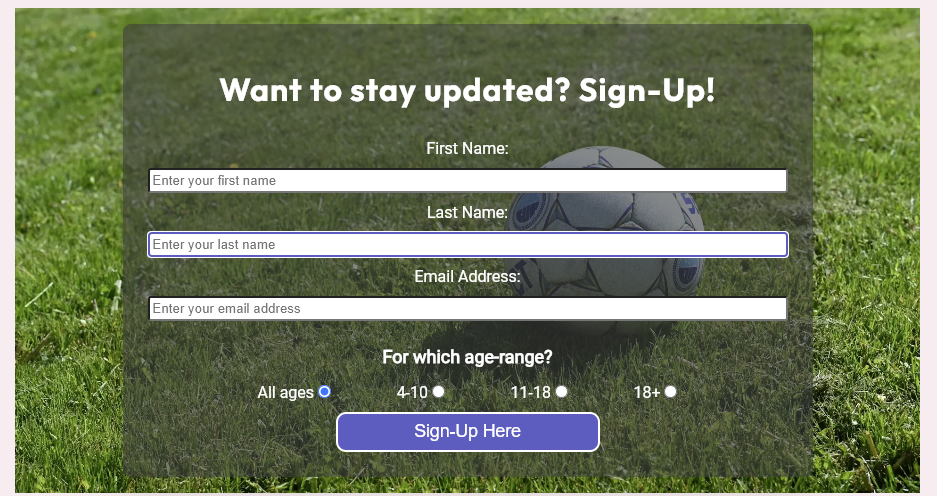 Want to stay updated? Sign-Up!
First Name:
Enter your first name
Last Name:
Enter your last name
Email Address:
Enter your email address
For which age-range?
All ages 4-10 11-18 18+
Sign-Up Here